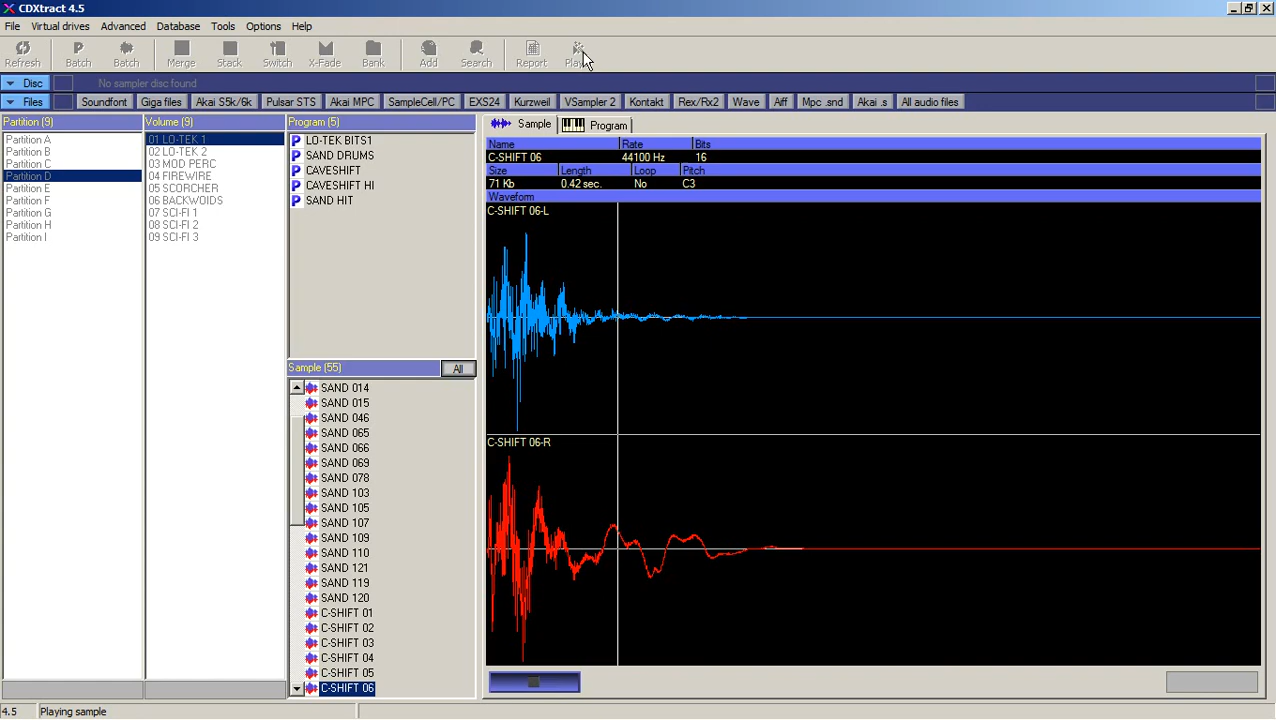 CDXtract 4.5
File Virtual drives Advanced Database Tools Options Help
Refresh Batch Batch Merge Stack Switch X-Fade Bank Add Search Report Play
Disc No sampler disc found
Files Soundfont Giga files Akai S5k/6k Pulsar STS Akai MPC SampleCell/PC EXS24 Kurzweil VSampler 2 Kontakt Rex/Rx2 Wave Aiff Mpc .snd Akai .s All audio files
Partition (9)
Partition A
Partition B
Partition C
Partition D
Partition E
Partition F
Partition G
Partition H
Partition I
Volume (9)
01 LO-TEK 1
02 LO-TEK 2
03 MOD PERC
04 FIREWIRE
05 SCORCHER
06 BACKWOIDS
07 SCI-FI 1
08 SCI-FI 2
09 SCI-FI 3
Program (5)
P LO-TEK BITS1
P SAND DRUMS
P CAVESHIFT
P CAVESHIFT HI
P SAND HIT
Sample (55) All
SAND 014
SAND 015
SAND 046
SAND 065
SAND 066
SAND 069
SAND 078
SAND 103
SAND 105
SAND 107
SAND 109
SAND 110
SAND 121
SAND 119
SAND 120
C-SHIFT 01
C-SHIFT 02
C-SHIFT 03
C-SHIFT 04
C-SHIFT 05
C-SHIFT 06
Sample Program
Name Rate Bits
C-SHIFT 06 44100 Hz 16
Size Length Loop Pitch
71 Kb 0.42 sec. No C3
Waveform
C-SHIFT 06-L
C-SHIFT 06-R
4.5 Playing sample